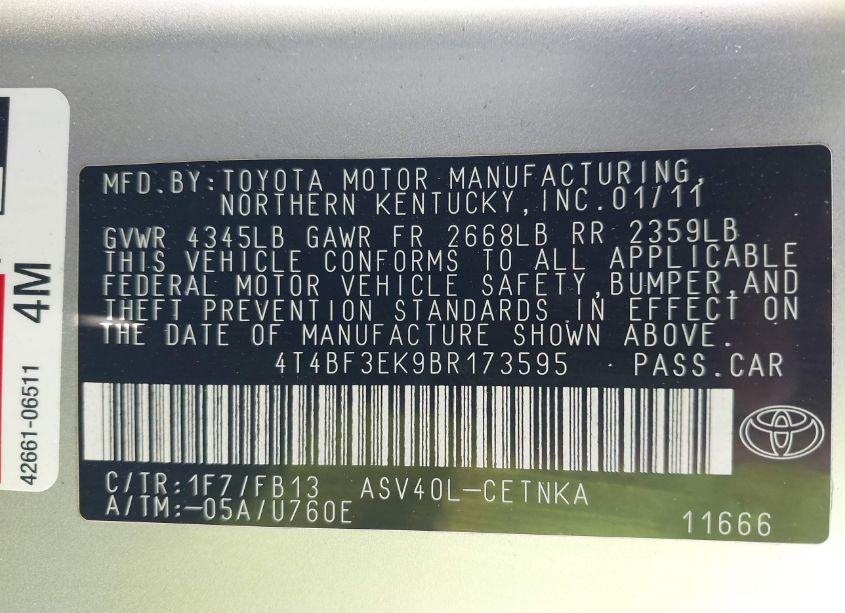 MFD.BY:TOYOTA MOTOR MANUFACTURING,
NORTHERN KENTUCKY,INC.01/11
GVWR 4345LB GAWR FR 2668LB RR 2359LB
THIS VEHICLE CONFORMS TO ALL APPLICABLE
FEDERAL MOTOR VEHICLE SAFETY,BUMPER,AND
THEFT PREVENTION STANDARDS IN EFFECT ON
THE DATE OF MANUFACTURE SHOWN ABOVE.
4T4BF3EK9BR173595 PASS.CAR
C/TR:1F7/FB13 ASV40L-CETNKA
A/TM:-05A/U760E
11666
4M
42661-06511